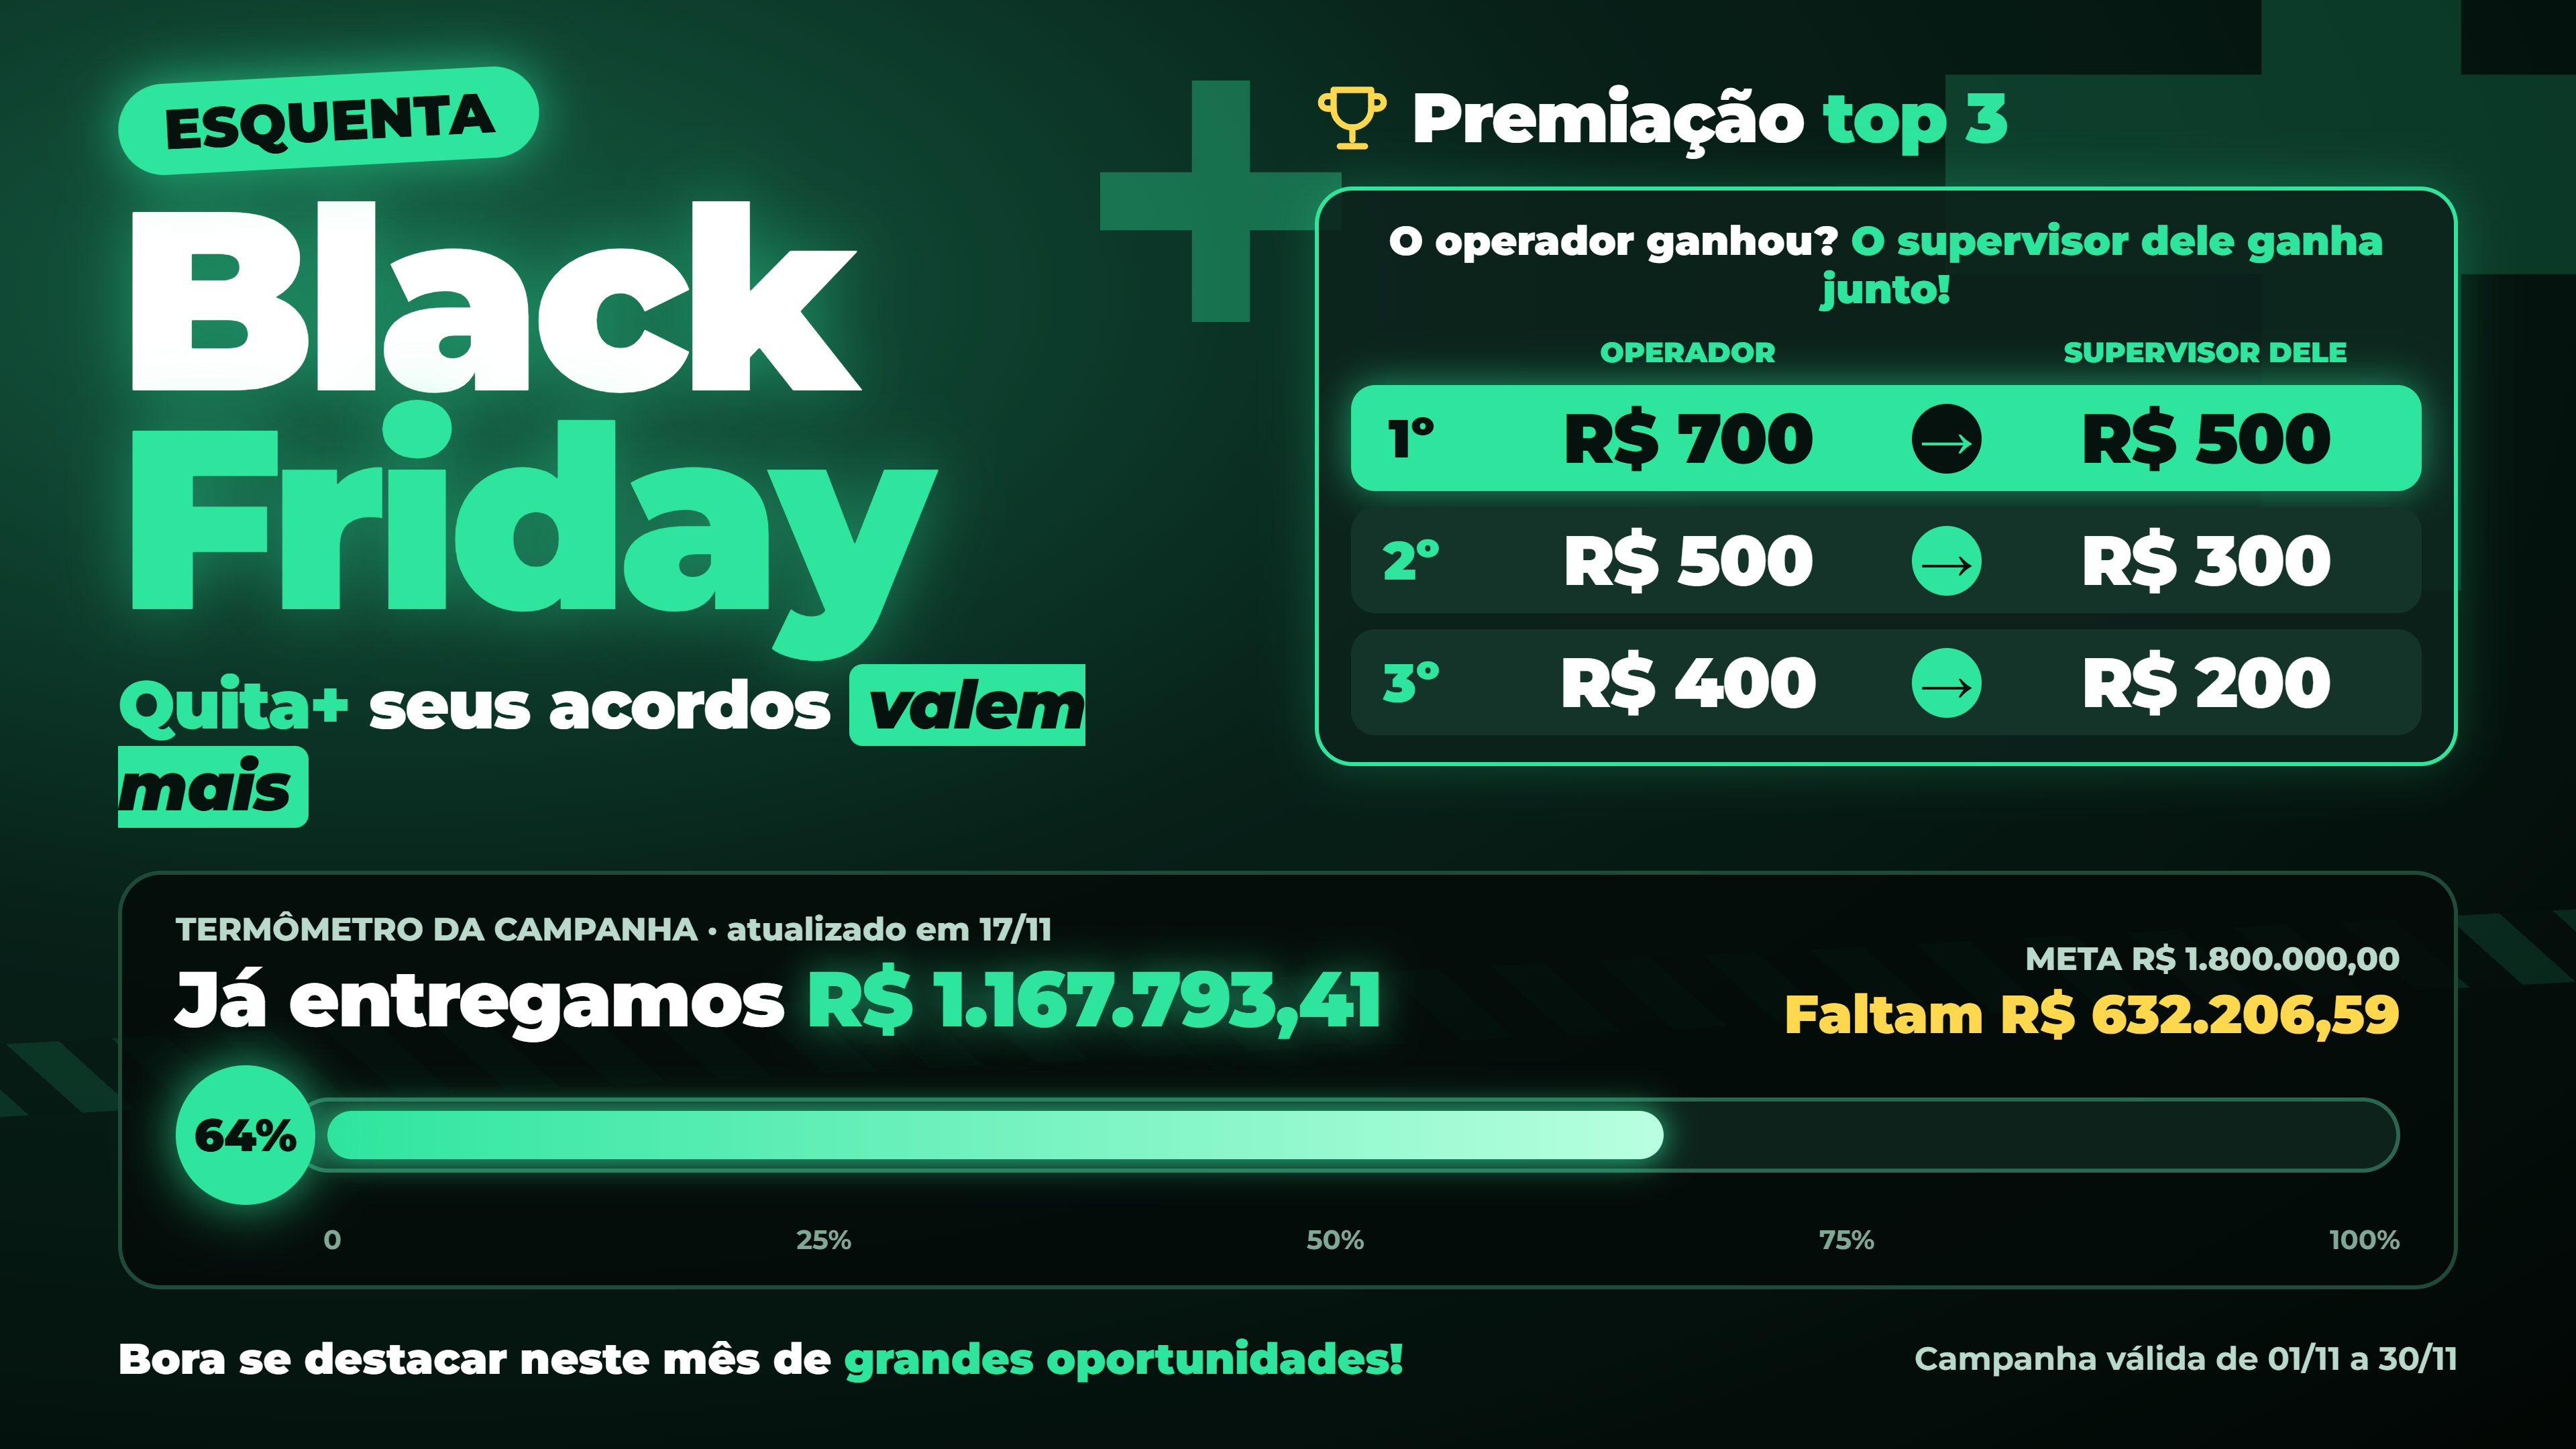 ESQUENTA
Black
Friday
Quita+ seus acordos valem
mais
Premiação top 3
O operador ganhou? O supervisor dele ganha
junto!
OPERADOR SUPERVISOR DELE
1º R$ 700 → R$ 500
2º R$ 500 → R$ 300
3º R$ 400 → R$ 200
TERMÔMETRO DA CAMPANHA · atualizado em 17/11
Já entregamos R$ 1.167.793,41
META R$ 1.800.000,00
Faltam R$ 632.206,59
64%
0 25% 50% 75% 100%
Bora se destacar neste mês de grandes oportunidades!
Campanha válida de 01/11 a 30/11